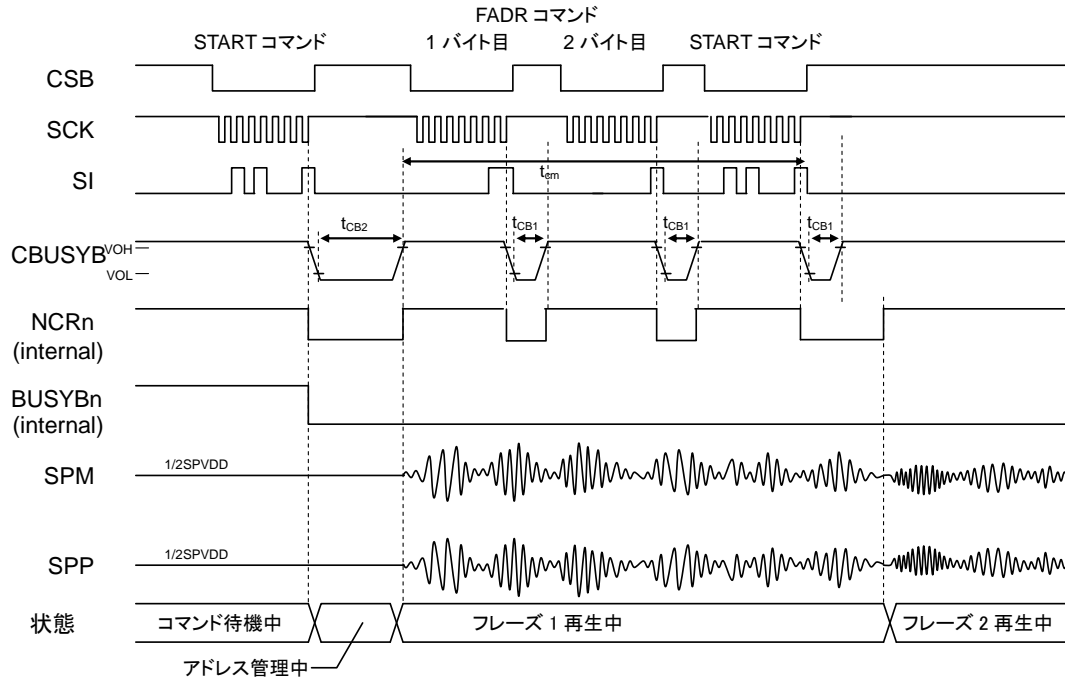 FADR コマンド
START コマンド 1 バイト目 2 バイト目 START コマンド
CSB
SCK
SI
tcm
tCB2 tCB1 tCB1 tCB1
CBUSYB VOH
VOL
NCRn
(internal)
BUSYBn
(internal)
SPM 1/2SPVDD
SPP 1/2SPVDD
状態 コマンド待機中 フレーズ 1 再生中 フレーズ 2 再生中
アドレス管理中